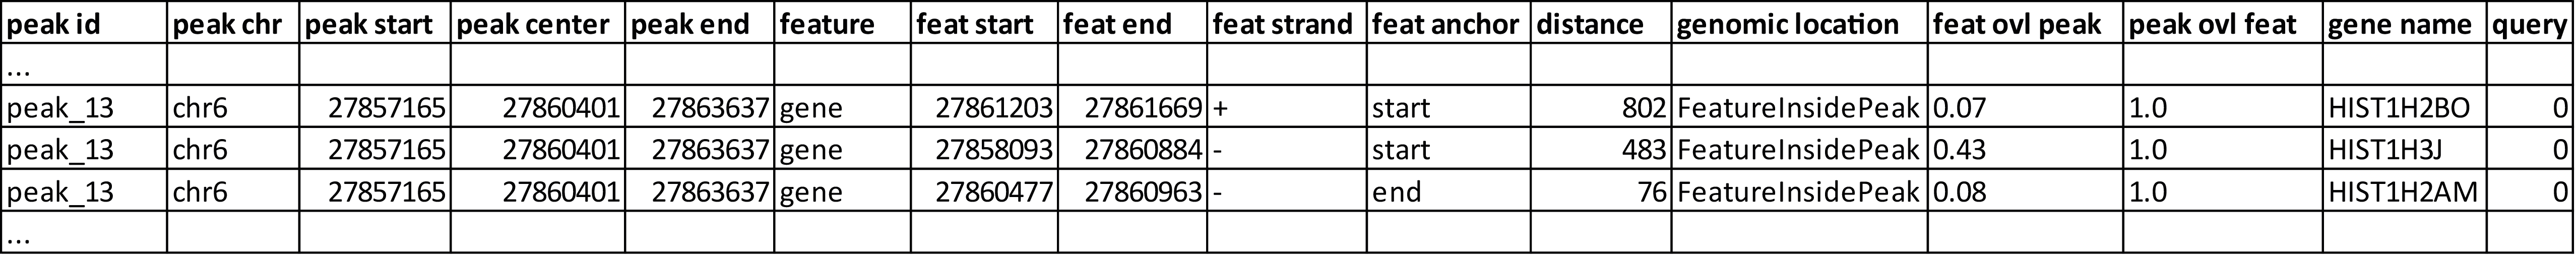 peak id peak chr peak start peak center peak end feature feat start feat end feat strand feat anchor distance genomic location feat ovl peak peak ovl feat gene name query
...
peak_13 chr6 27857165 27860401 27863637 gene 27861203 27861669 + start 802 FeatureInsidePeak 0.07 1.0 HIST1H2BO 0
peak_13 chr6 27857165 27860401 27863637 gene 27858093 27860884 - start 483 FeatureInsidePeak 0.43 1.0 HIST1H3J 0
peak_13 chr6 27857165 27860401 27863637 gene 27860477 27860963 - end 76 FeatureInsidePeak 0.08 1.0 HIST1H2AM 0
...